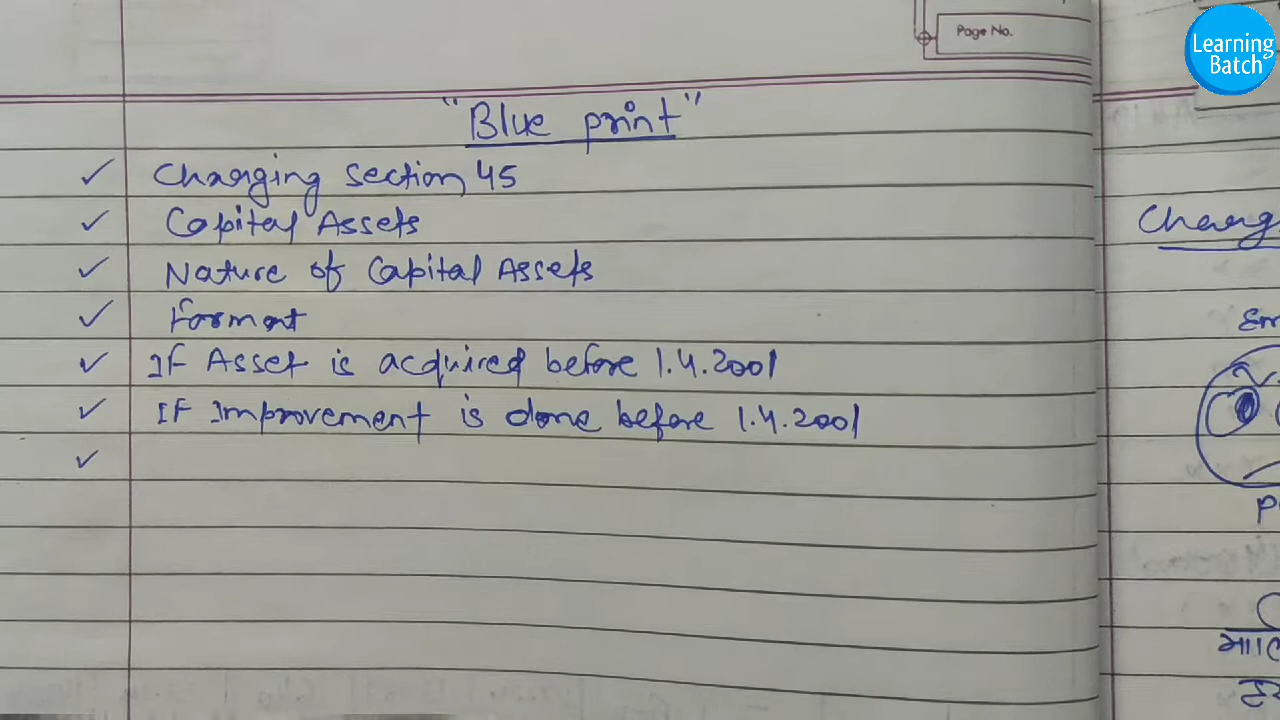 Page No.
Learning
Batch
"Blue print"
✓ Charging section 45
✓ Capital Assets
✓ Nature of Capital Assets
✓ Format
✓ If Asset is acquired before 1.4.2001
✓ If Improvement is done before 1.4.2001
✓